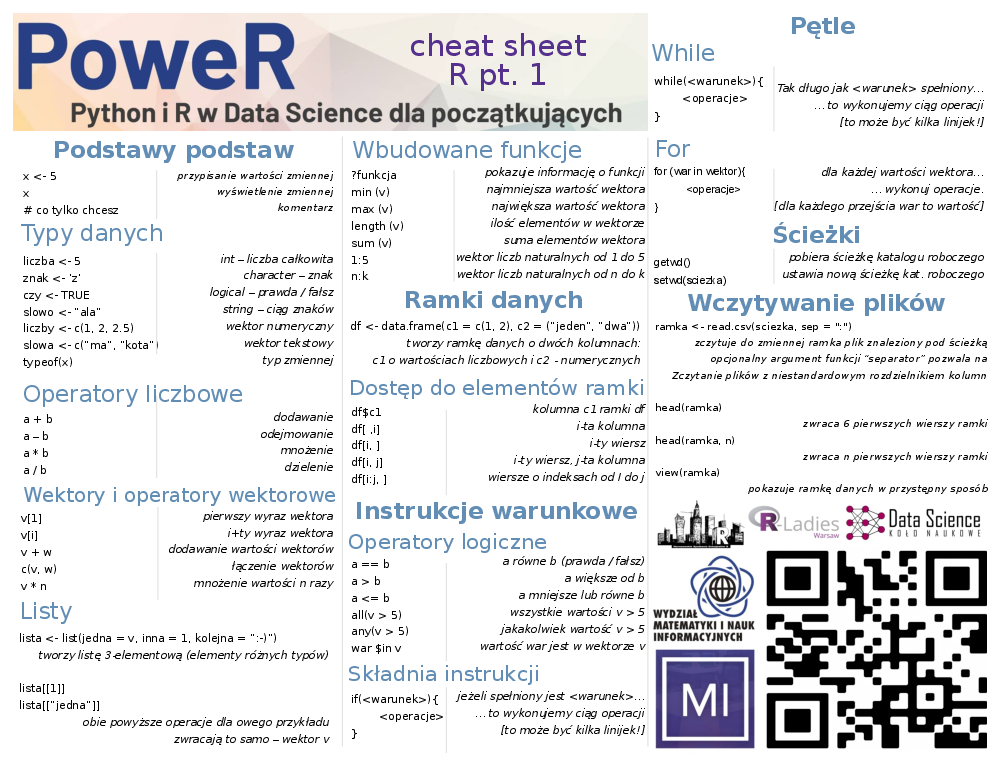 PoweR
cheat sheet
R pt. 1
Python i R w Data Science dla początkujących
Podstawy podstaw
x <- 5 przypisanie wartości zmiennej
x wyświetlenie zmiennej
# co tylko chcesz komentarz
Typy danych
liczba <- 5 int – liczba całkowita
znak <- 'z' character – znak
czy <- TRUE logical – prawda / fałsz
slowo <- "ala" string – ciąg znaków
liczby <- c(1, 2, 2.5) wektor numeryczny
slowa <- c("ma", "kota") wektor tekstowy
typeof(x) typ zmiennej
Operatory liczbowe
a + b dodawanie
a – b odejmowanie
a * b mnożenie
a / b dzielenie
Wektory i operatory wektorowe
v[1] pierwszy wyraz wektora
v[i] i+ty wyraz wektora
v + w dodawanie wartości wektorów
c(v, w) łączenie wektorów
v * n mnożenie wartości n razy
Listy
lista <- list(jedna = v, inna = 1, kolejna = ":-)")
tworzy listę 3-elementową (elementy różnych typów)
lista[[1]]
lista[["jedna"]]
obie powyższe operacje dla owego przykładu
zwracają to samo – wektor v
Wbudowane funkcje
?funkcja pokazuje informację o funkcji
min (v) najmniejsza wartość wektora
max (v) największa wartość wektora
length (v) ilość elementów w wektorze
sum (v) suma elementów wektora
1:5 wektor liczb naturalnych od 1 do 5
n:k wektor liczb naturalnych od n do k
Ramki danych
df <- data.frame(c1 = c(1, 2), c2 = ("jeden", "dwa"))
tworzy ramkę danych o dwóch kolumnach:
c1 o wartościach liczbowych i c2 - numerycznych
Dostęp do elementów ramki
df$c1 kolumna c1 ramki df
df[ ,i] i-ta kolumna
df[i, ] i-ty wiersz
df[i, j] i-ty wiersz, j-ta kolumna
df[i:j, ] wiersze o indeksach od I do j
Instrukcje warunkowe
Operatory logiczne
a == b a równe b (prawda / fałsz)
a > b a większe od b
a <= b a mniejsze lub równe b
all(v > 5) wszystkie wartości v > 5
any(v > 5) jakakolwiek wartość v > 5
war $in v wartość war jest w wektorze v
Składnia instrukcji
if(<warunek>){ jeżeli spełniony jest <warunek>...
<operacje> ...to wykonujemy ciąg operacji
} [to może być kilka linijek!]
Pętle
While
while(<warunek>){ Tak długo jak <warunek> spełniony...
<operacje> ...to wykonujemy ciąg operacji
} [to może być kilka linijek!]
For
for (war in wektor){ dla każdej wartości wektora...
<operacje> ... wykonuj operacje.
} [dla każdego przejścia war to wartość]
Ścieżki
getwd() pobiera ścieżkę katalogu roboczego
setwd(sciezka) ustawia nową ścieżkę kat. roboczego
Wczytywanie plików
ramka <- read.csv(sciezka, sep = ":")
zczytuje do zmiennej ramka plik znaleziony pod ścieżką
opcjonalny argument funkcji "separator" pozwala na
Zczytanie plików z niestandardowym rozdzielnikiem kolumn
head(ramka)
zwraca 6 pierwszych wierszy ramki
head(ramka, n)
zwraca n pierwszych wierszy ramki
view(ramka)
pokazuje ramkę danych w przystępny sposób
R-Ladies
Warsaw
Data Science
KOŁO NAUKOWE
WYDZIAŁ
MATEMATYKI I NAUK
INFORMACYJNYCH
MI